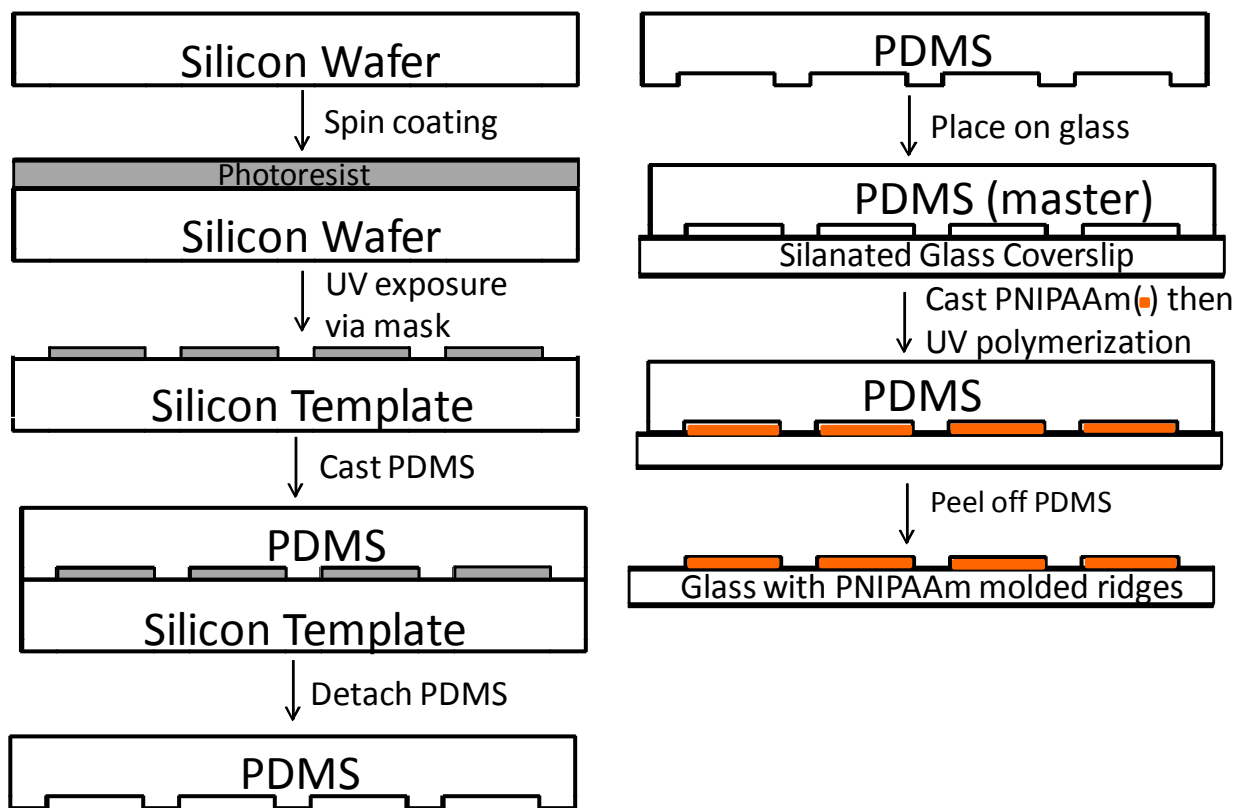 Silicon Wafer
Spin coating
Photoresist
Silicon Wafer
UV exposure
via mask
Silicon Template
Cast PDMS
PDMS
Silicon Template
Detach PDMS
PDMS
PDMS
Place on glass
PDMS (master)
Silanated Glass Coverslip
Cast PNIPAAm( ) then
UV polymerization
PDMS
Peel off PDMS
Glass with PNIPAAm molded ridges